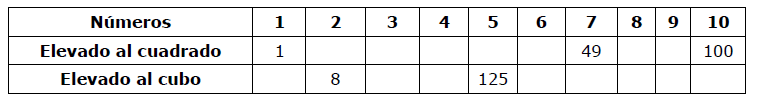 Números 1 2 3 4 5 6 7 8 9 10
Elevado al cuadrado 1 49 100
Elevado al cubo 8 125